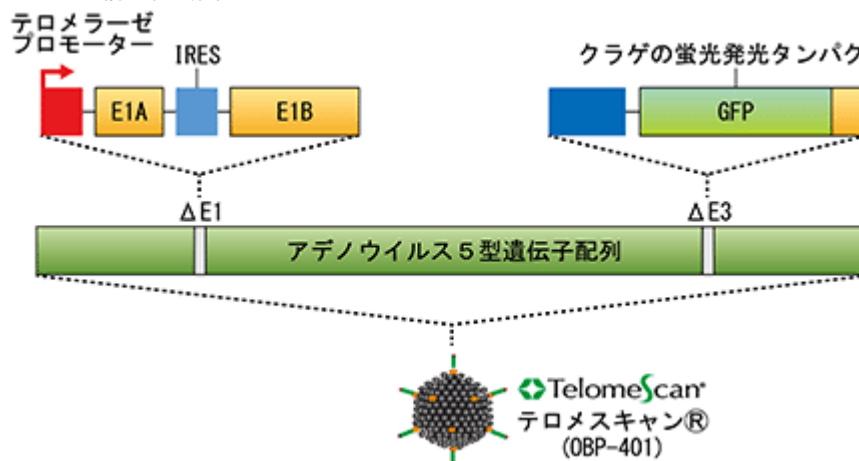 テロメラーゼ
プロモーター
IRES
クラゲの蛍光発光タンパク
E1A
E1B
GFP
ΔE1
ΔE3
アデノウイルス5型遺伝子配列
TelomeScan®
テロメスキャン®
(OBP-401)